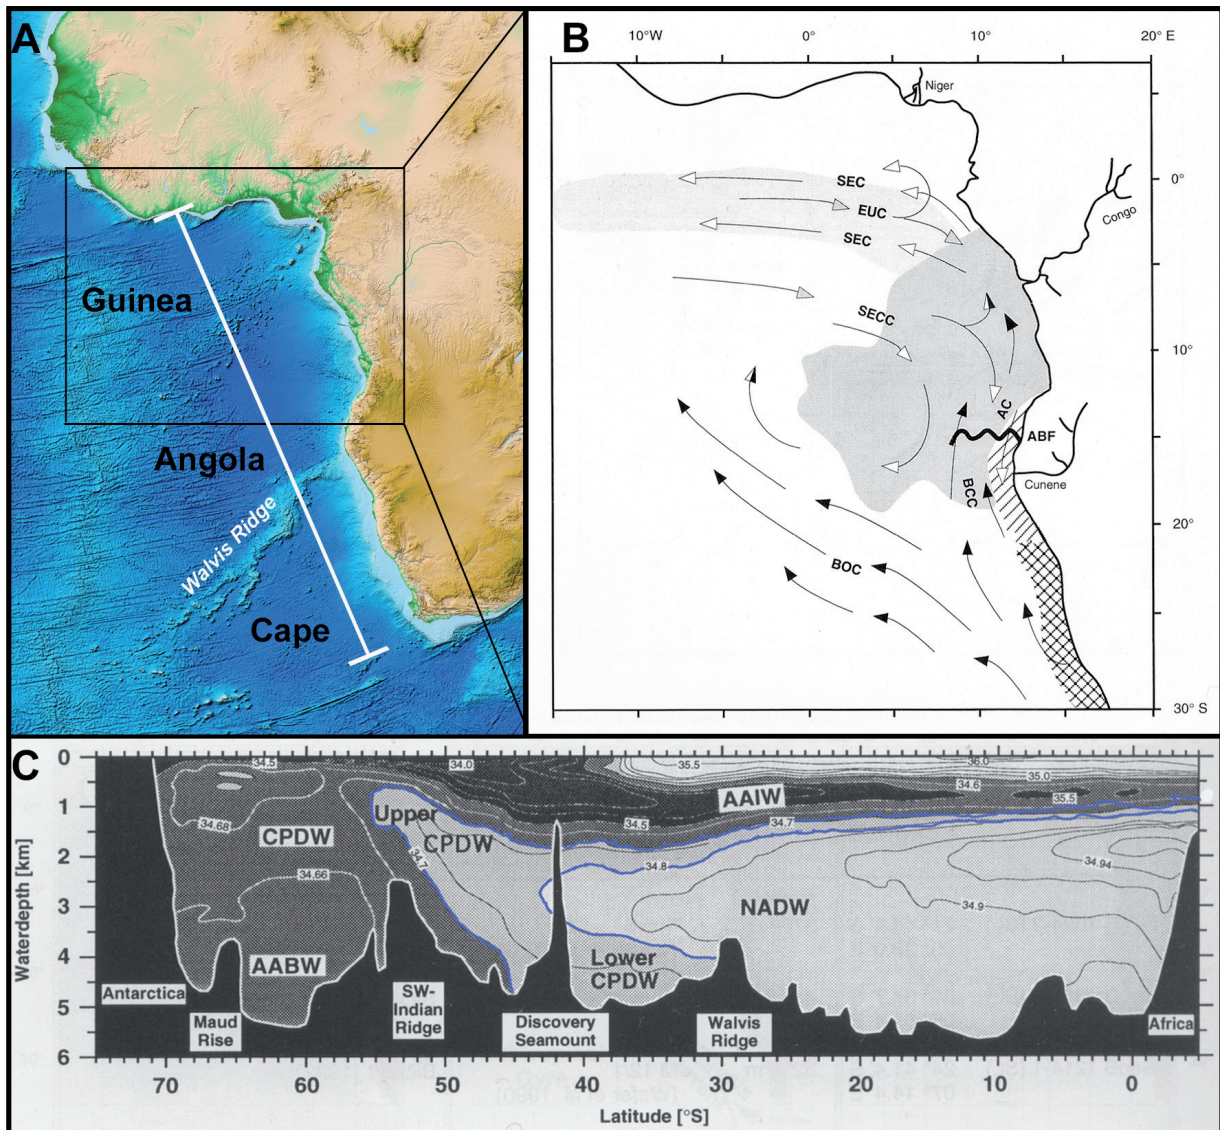 A
Guinea
Angola
Walvis Ridge
Cape
B
10°W
0°
10°
20° E
Niger
SEC
0°
EUC
Congo
SEC
SECC
10°
AC
ABF
Cunene
BCC
20°
BOC
30° S
C
0
34.5
34.0
35.5
36.0
35.0
34.6
AAIW
35.5
1
Upper
34.68
34.5
34.7
CPDW
CPDW
2
34.7
34.8
34.94
34.66
3
NADW
34.9
4
AABW
Lower
CPDW
5
6
Waterdepth [km]
Antarctica
Maud
Rise
SW-
Indian
Ridge
Discovery
Seamount
Walvis
Ridge
Africa
70
60
50
40
30
20
10
0
Latitude [°S]